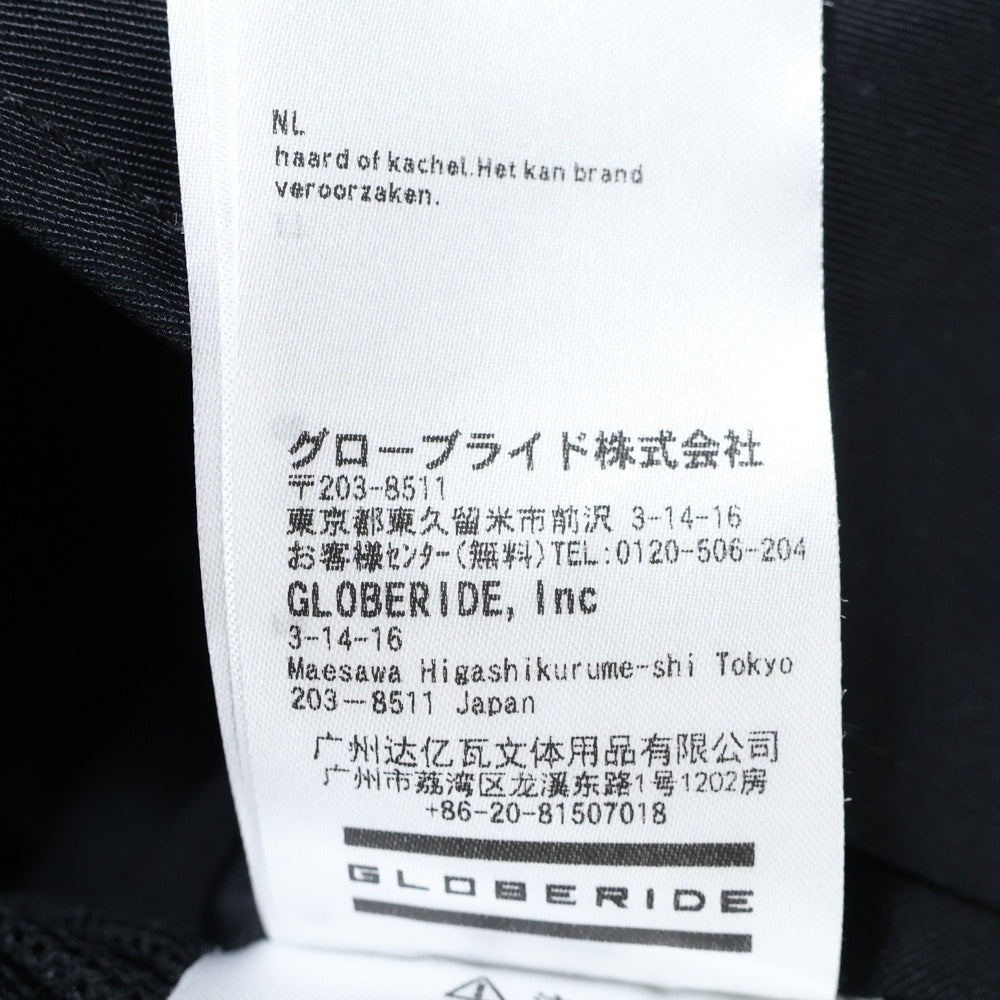 NL
haard of kachel.Het kan brand
veroorzaken.
グローブライド株式会社
〒203-8511
東京都東久留米市前沢 3-14-16
お客様センター(無料)TEL:0120-506-204
GLOBERIDE, Inc
3-14-16
Maesawa Higashikurume-shi Tokyo
203-8511 Japan
广州达亿瓦文体用品有限公司
广州市荔湾区龙溪东路1号1202房
+86-20-81507018
GLOBERIDE